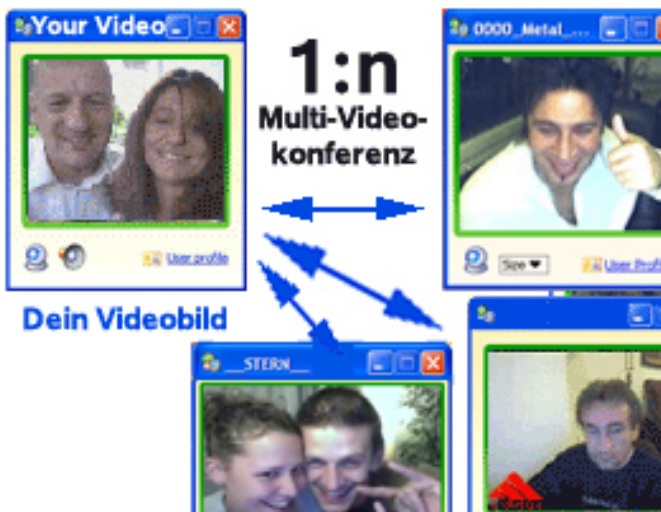 Your Video
0000_Metal_...
1:n
Multi-Video-
konferenz
User profile
Size
User Profi
Dein Videobild
__STERN__